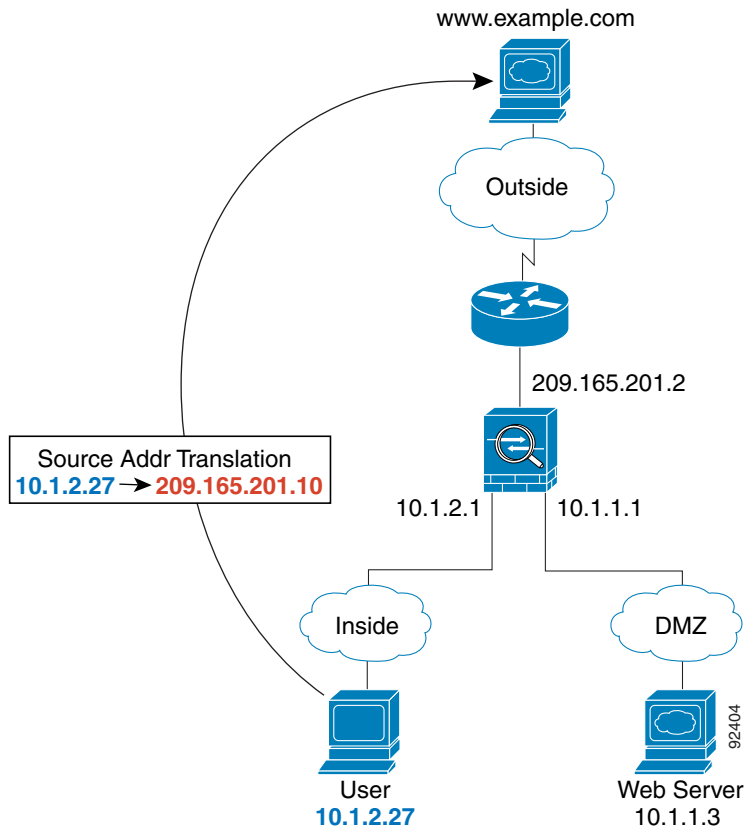 www.example.com
Outside
209.165.201.2
Source Addr Translation
10.1.2.27 209.165.201.10
10.1.2.1 10.1.1.1
Inside DMZ
92404
User Web Server
10.1.2.27 10.1.1.3